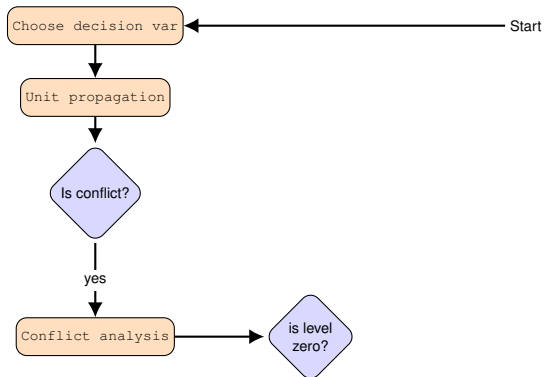 Choose decision var
Start
Unit propagation
Is conflict?
yes
Conflict analysis
is level
zero?